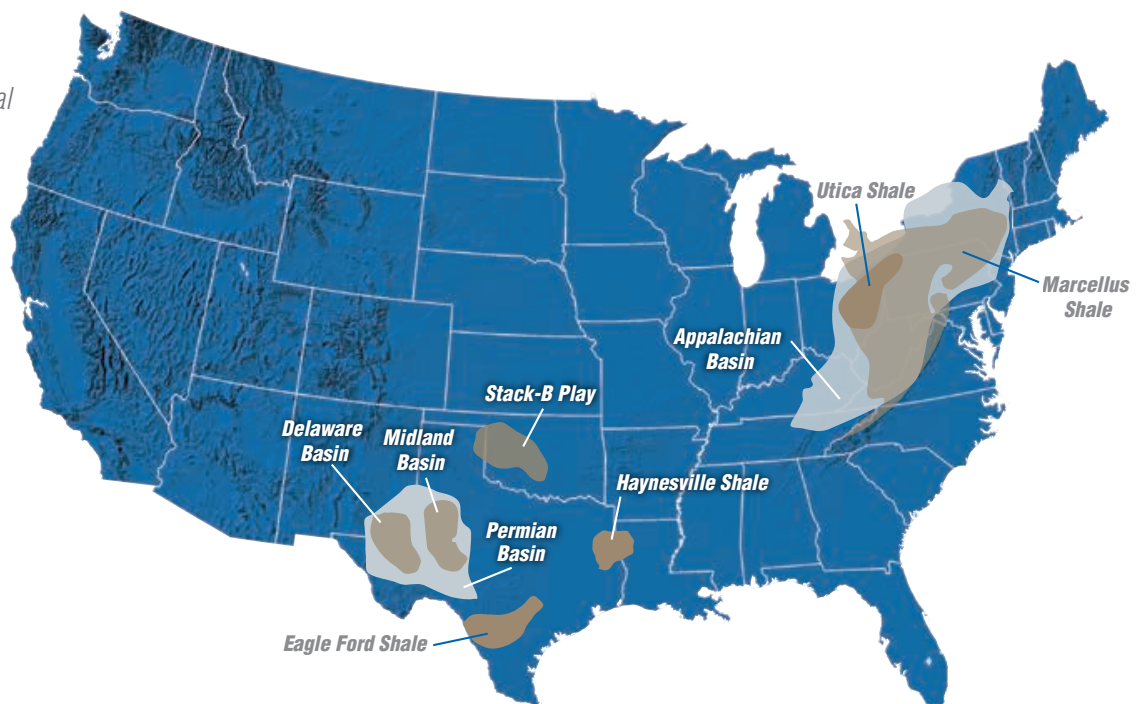 al
Utica Shale
Marcellus
Shale
Appalachian
Basin
Stack-B Play
Delaware
Basin
Midland
Basin
Haynesville Shale
Permian
Basin
Eagle Ford Shale